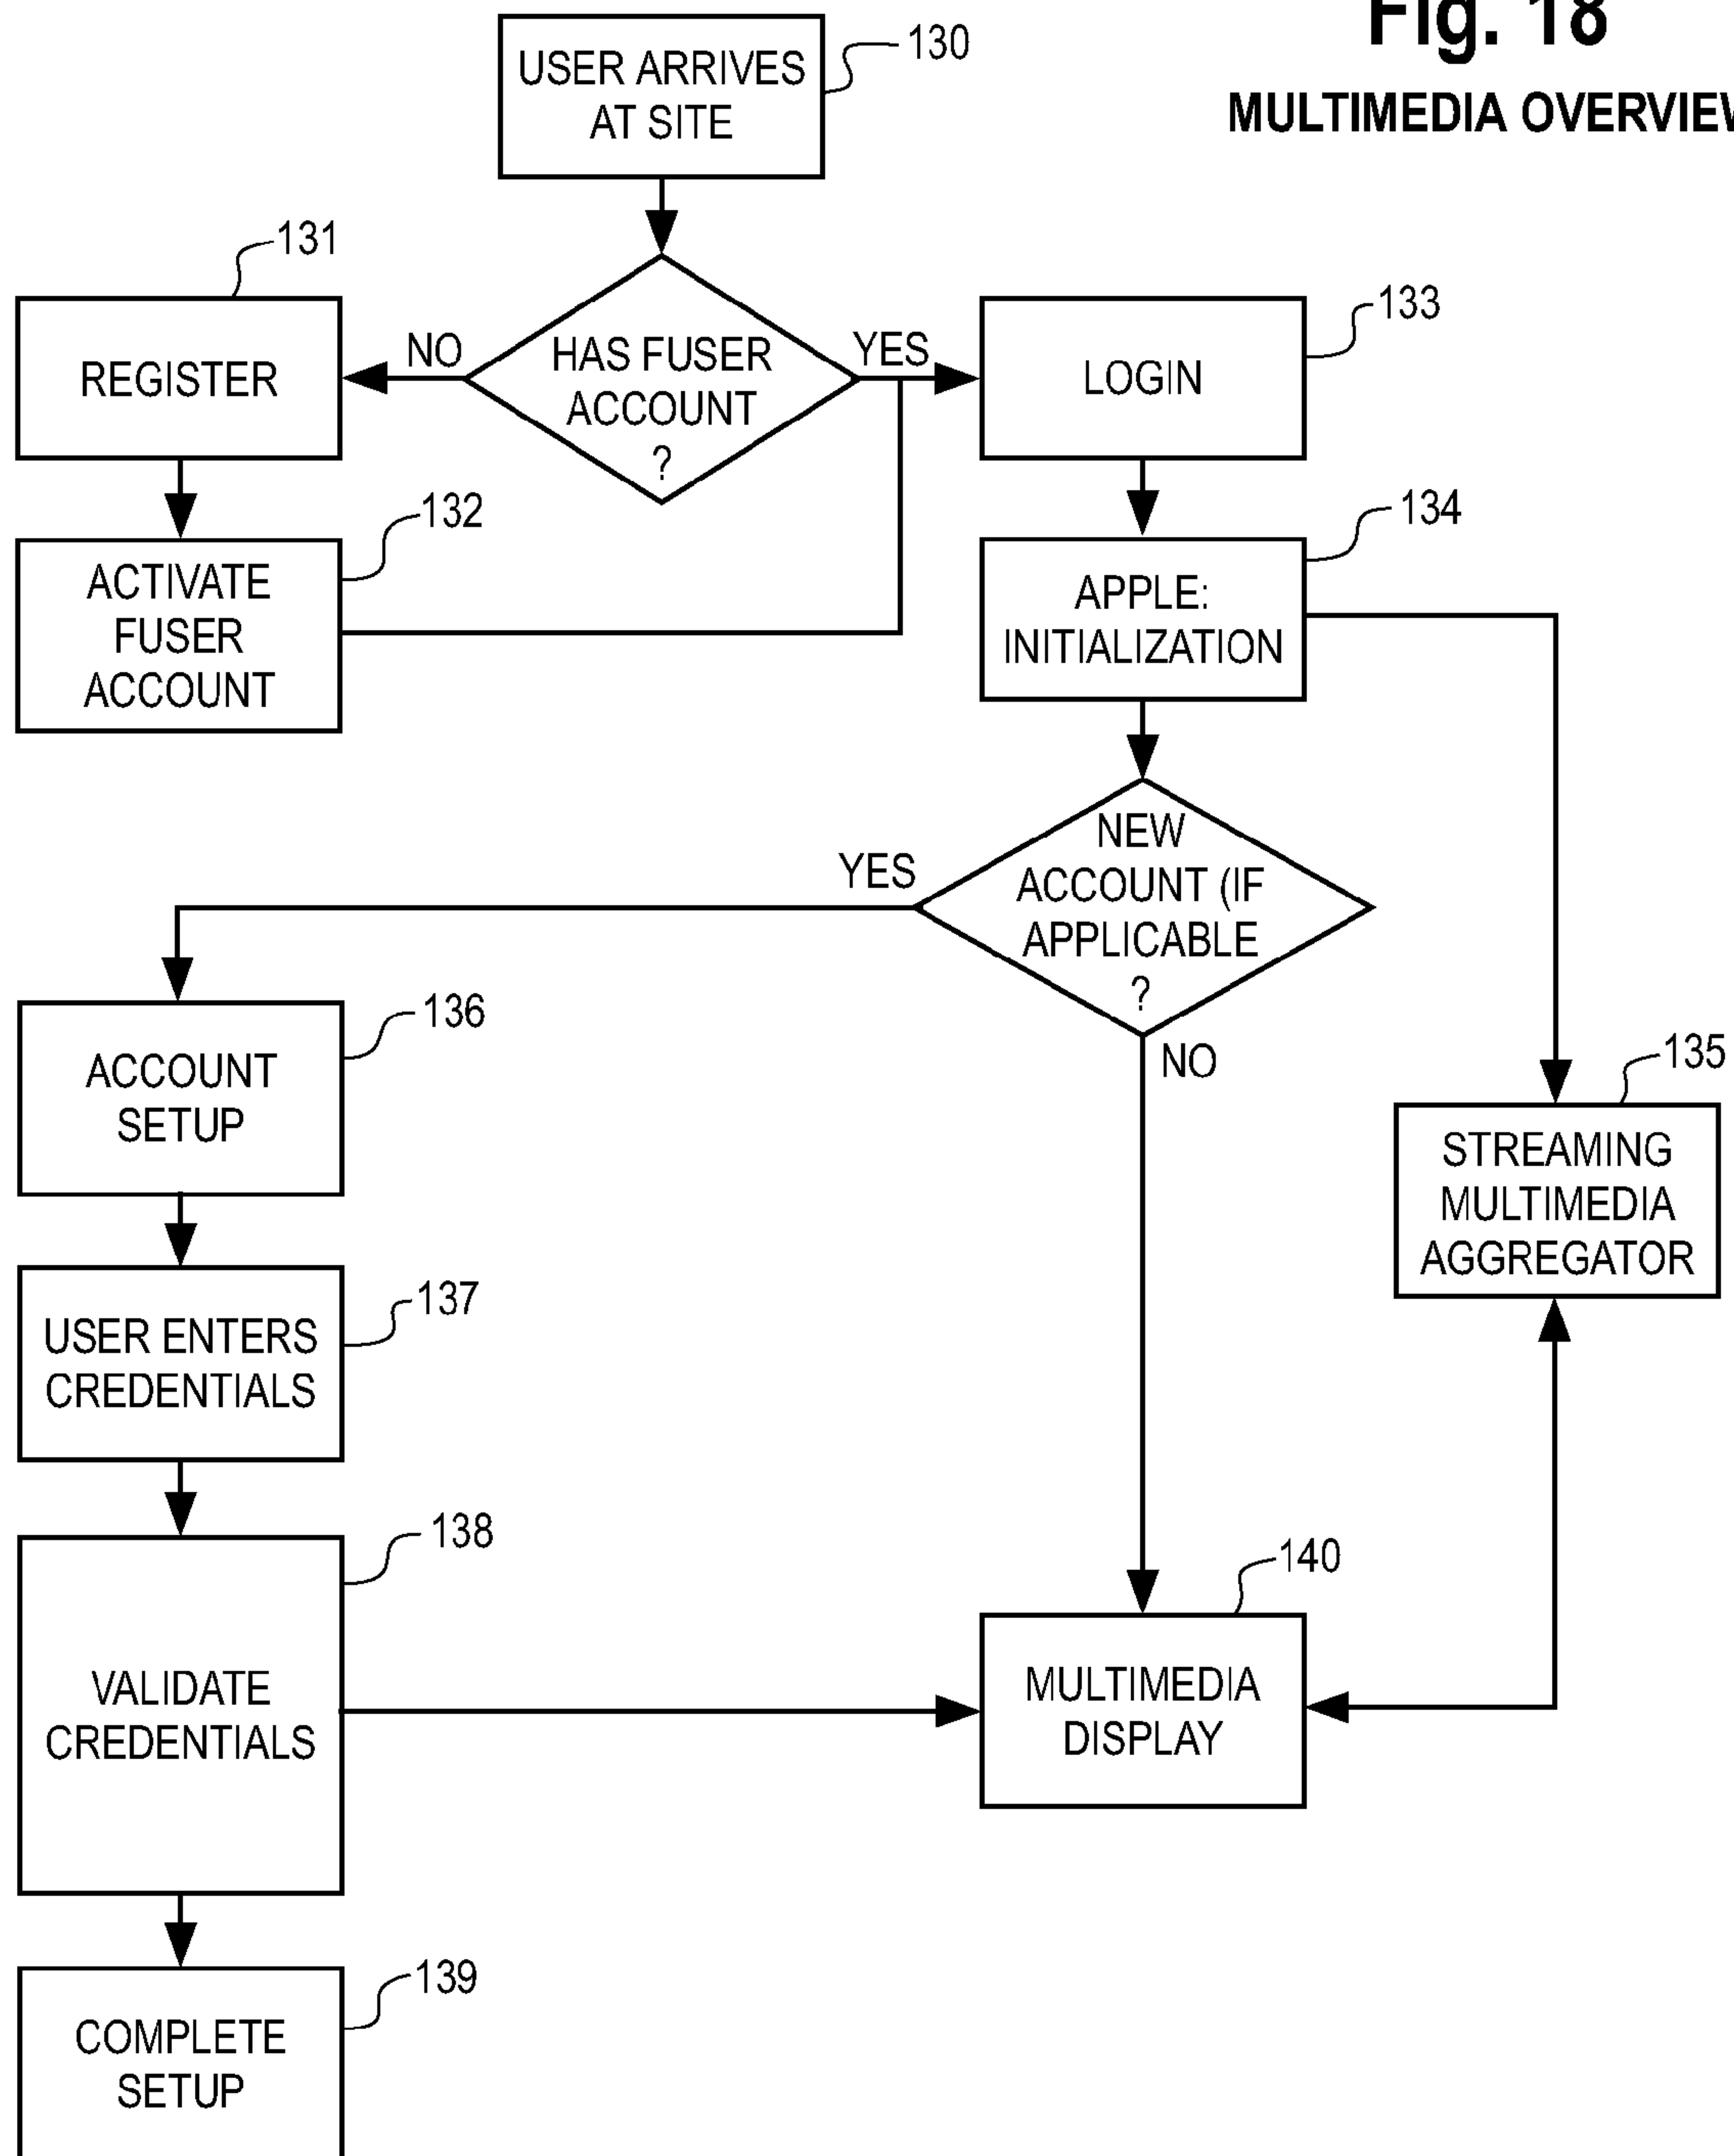 Fig. 18
MULTIMEDIA OVERVIEW
USER ARRIVES
AT SITE
130
131
REGISTER
NO
HAS FUSER
ACCOUNT
?
YES
LOGIN
133
132
ACTIVATE
FUSER
ACCOUNT
134
APPLE:
INITIALIZATION
NEW
ACCOUNT (IF
APPLICABLE
?
YES
NO
136
ACCOUNT
SETUP
135
STREAMING
MULTIMEDIA
AGGREGATOR
137
USER ENTERS
CREDENTIALS
138
VALIDATE
CREDENTIALS
140
MULTIMEDIA
DISPLAY
139
COMPLETE
SETUP